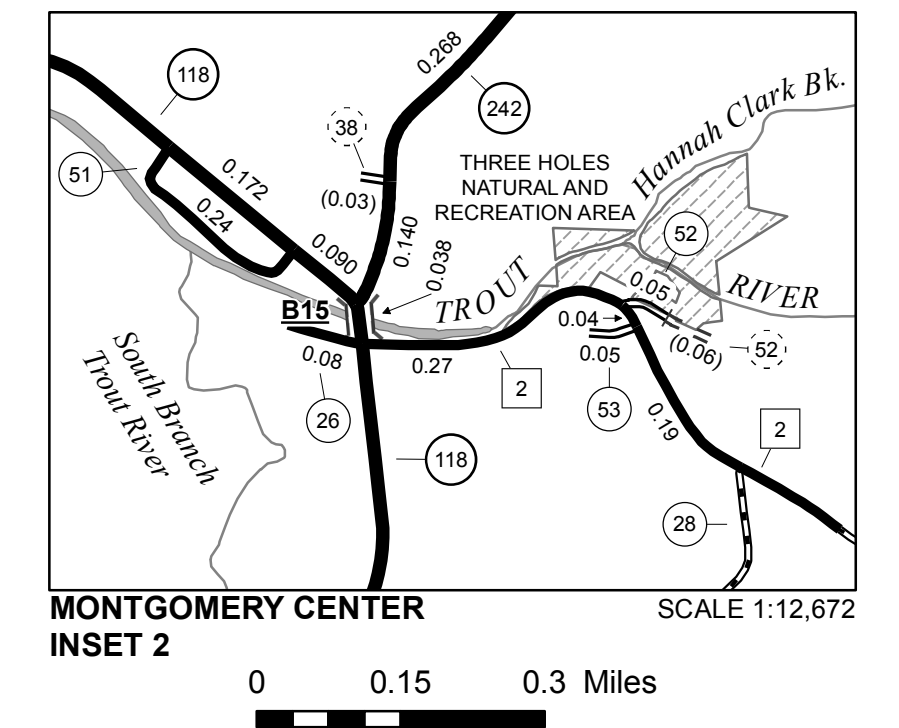 0.268
118
242
38
Hannah Clark Bk.
THREE HOLES
NATURAL AND
RECREATION AREA
51
0.172
(0.03)
0.24
0.140
52
0.090
0.038
TROUT
0.05
RIVER
B15
0.04
(0.06)
52
0.08
0.27
0.05
South Branch
Trout River
2
53
0.19
26
2
118
28
MONTGOMERY CENTER
INSET 2
SCALE 1:12,672
0 0.15 0.3 Miles